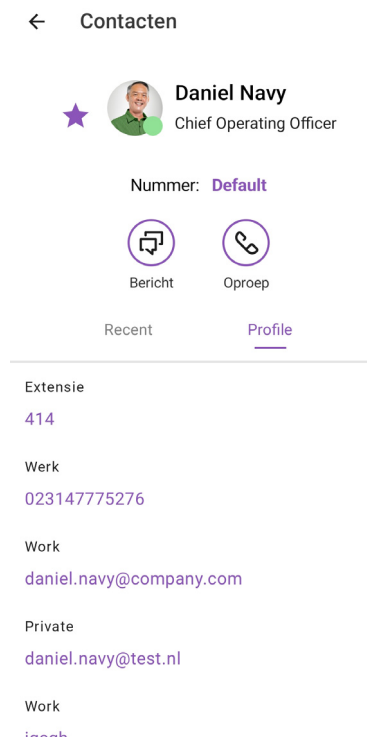 Contacten
Daniel Navy
Chief Operating Officer
Nummer: Default
Bericht Oproep
Recent Profile
Extensie
414
Werk
023147775276
Work
daniel.navy@company.com
Private
daniel.navy@test.nl
Work